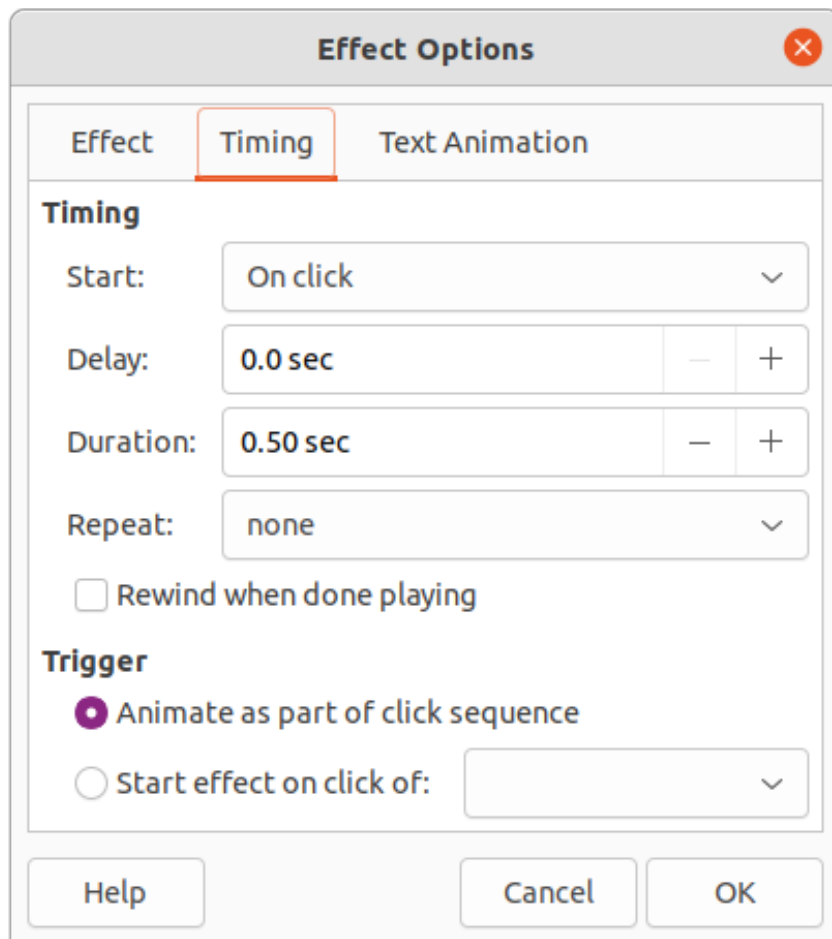 Effect Options
Effect Timing Text Animation
Timing
Start: On click
Delay: 0.0 sec
Duration: 0.50 sec
Repeat: none
Rewind when done playing
Trigger
Animate as part of click sequence
Start effect on click of:
Help Cancel OK